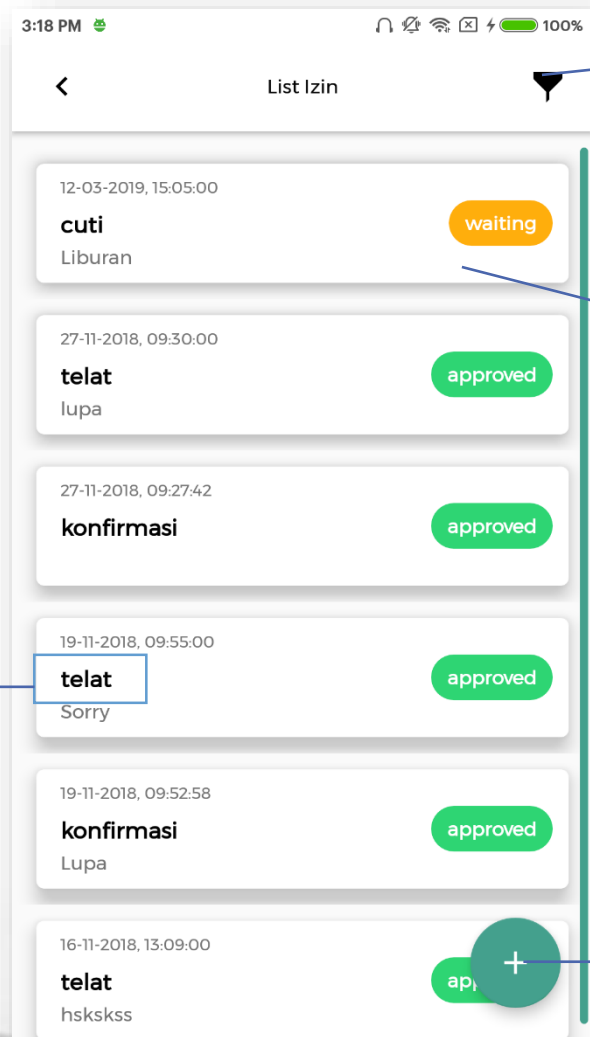 3:18 PM 100%
List Izin
12-03-2019, 15:05:00
cuti
waiting
Liburan
27-11-2018, 09:30:00
telat
approved
lupa
27-11-2018, 09:27:42
konfirmasi
approved
19-11-2018, 09:55:00
telat
approved
Sorry
19-11-2018, 09:52:58
konfirmasi
approved
Lupa
16-11-2018, 13:09:00
telat
hskskss
+